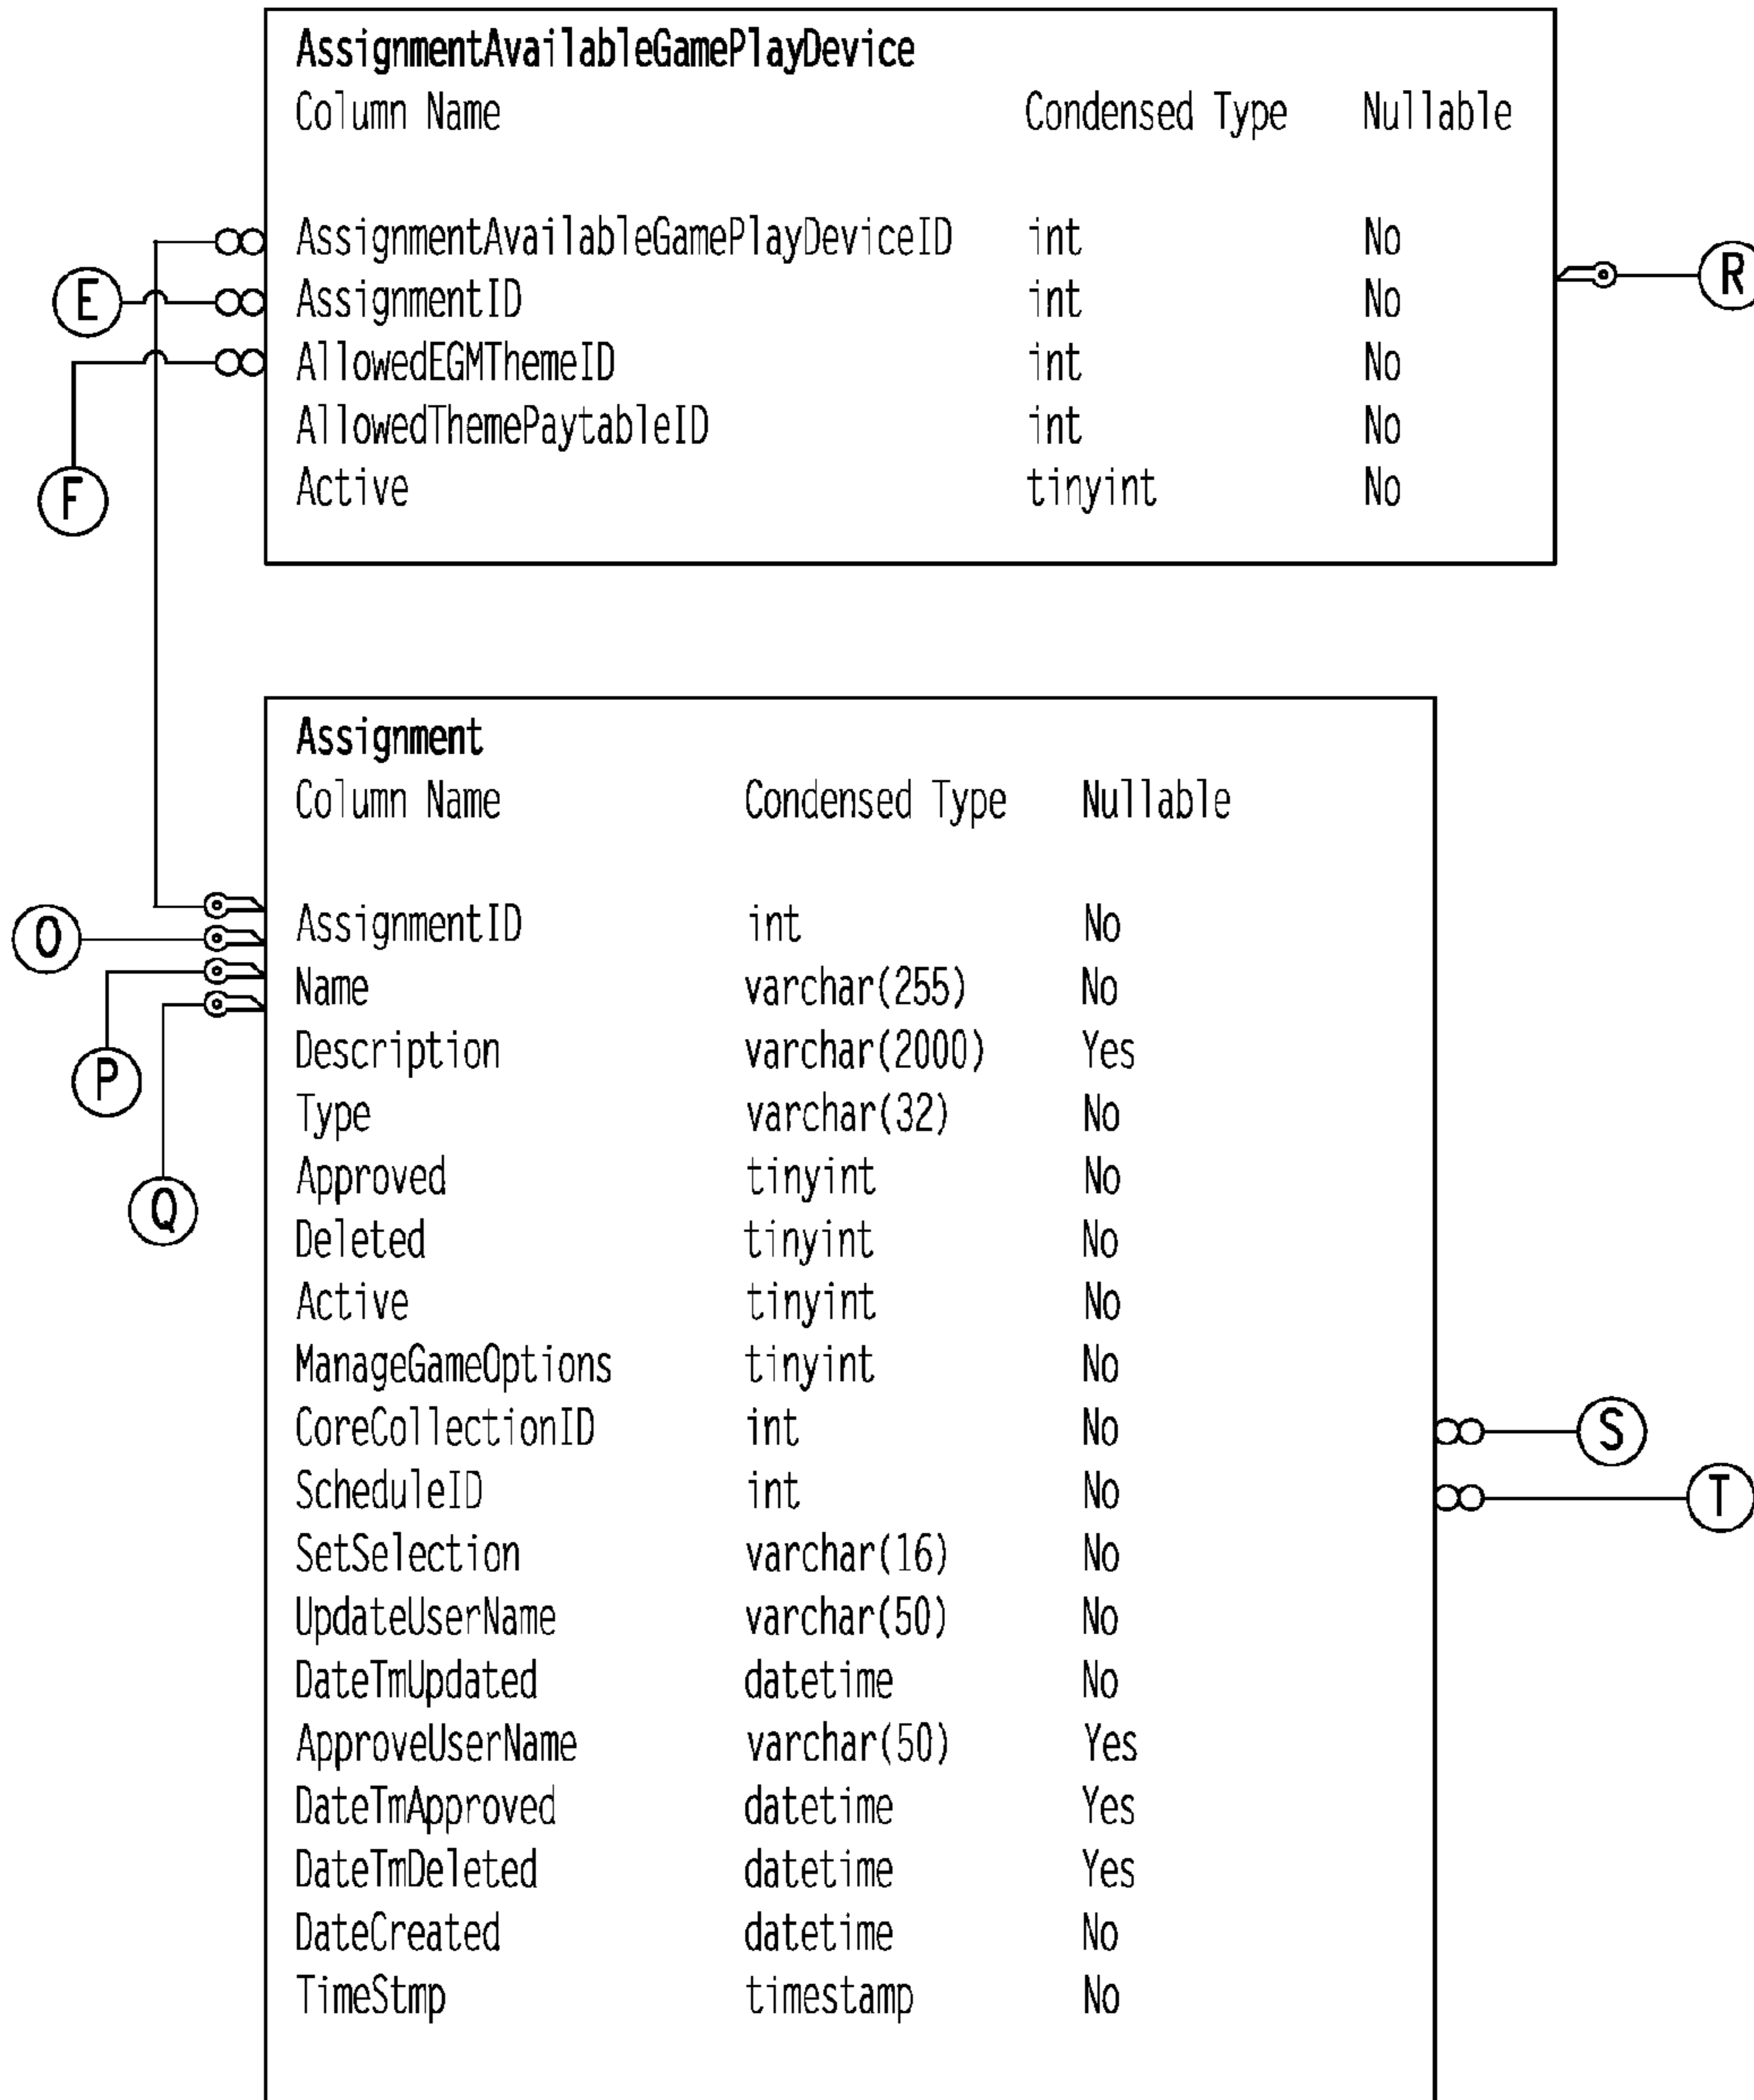 AssignmentAvailableGamePlayDevice
Column Name Condensed Type Nullable
AssignmentAvailableGamePlayDeviceID int No
R
E AssignmentID int No
AllowedEGMThemeID int No
AllowedThemePaytableID int No
F Active tinyint No
Assignment
Column Name Condensed Type Nullable
O AssignmentID int No
Name varchar(255) No
Description varchar(2000) Yes
P
Type varchar(32) No
Approved tinyint No
Q
Deleted tinyint No
Active tinyint No
ManageGameOptions tinyint No
CoreCollectionID int No S
ScheduleID int No T
SetSelection varchar(16) No
UpdateUserName varchar(50) No
DateTmUpdated datetime No
ApproveUserName varchar(50) Yes
DateTmApproved datetime Yes
DateTmDeleted datetime Yes
DateCreated datetime No
TimeStmp timestamp No